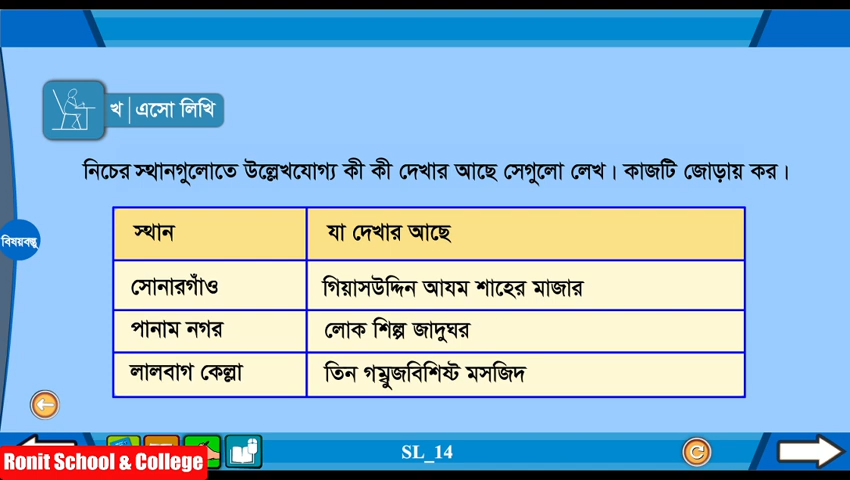 খ | এসো লিখি
নিচের স্থানগুলোতে উল্লেখযোগ্য কী কী দেখার আছে সেগুলো লেখ। কাজটি জোড়ায় কর।
স্থান যা দেখার আছে
সোনারগাঁও গিয়াসউদ্দিন আযম শাহের মাজার
পানাম নগর লোক শিল্প জাদুঘর
লালবাগ কেল্লা তিন গম্বুজবিশিষ্ট মসজিদ
বিষয়বস্তু
SL_14
Ronit School & College